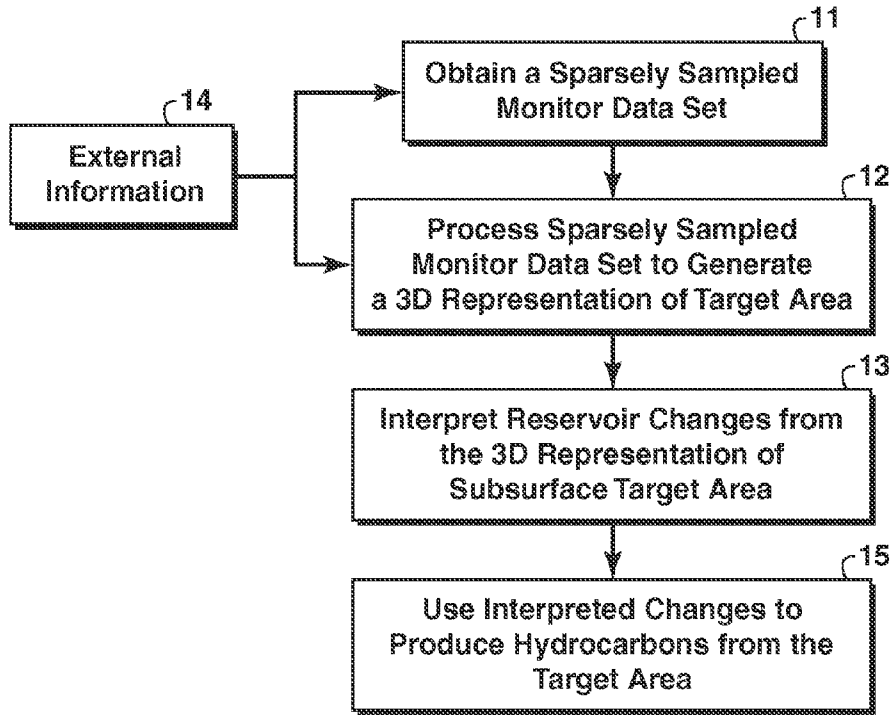 11
Obtain a Sparsely Sampled
Monitor Data Set
14
External
Information
12
Process Sparsely Sampled
Monitor Data Set to Generate
a 3D Representation of Target Area
13
Interpret Reservoir Changes from
the 3D Representation of
Subsurface Target Area
15
Use Interpreted Changes to
Produce Hydrocarbons from the
Target Area